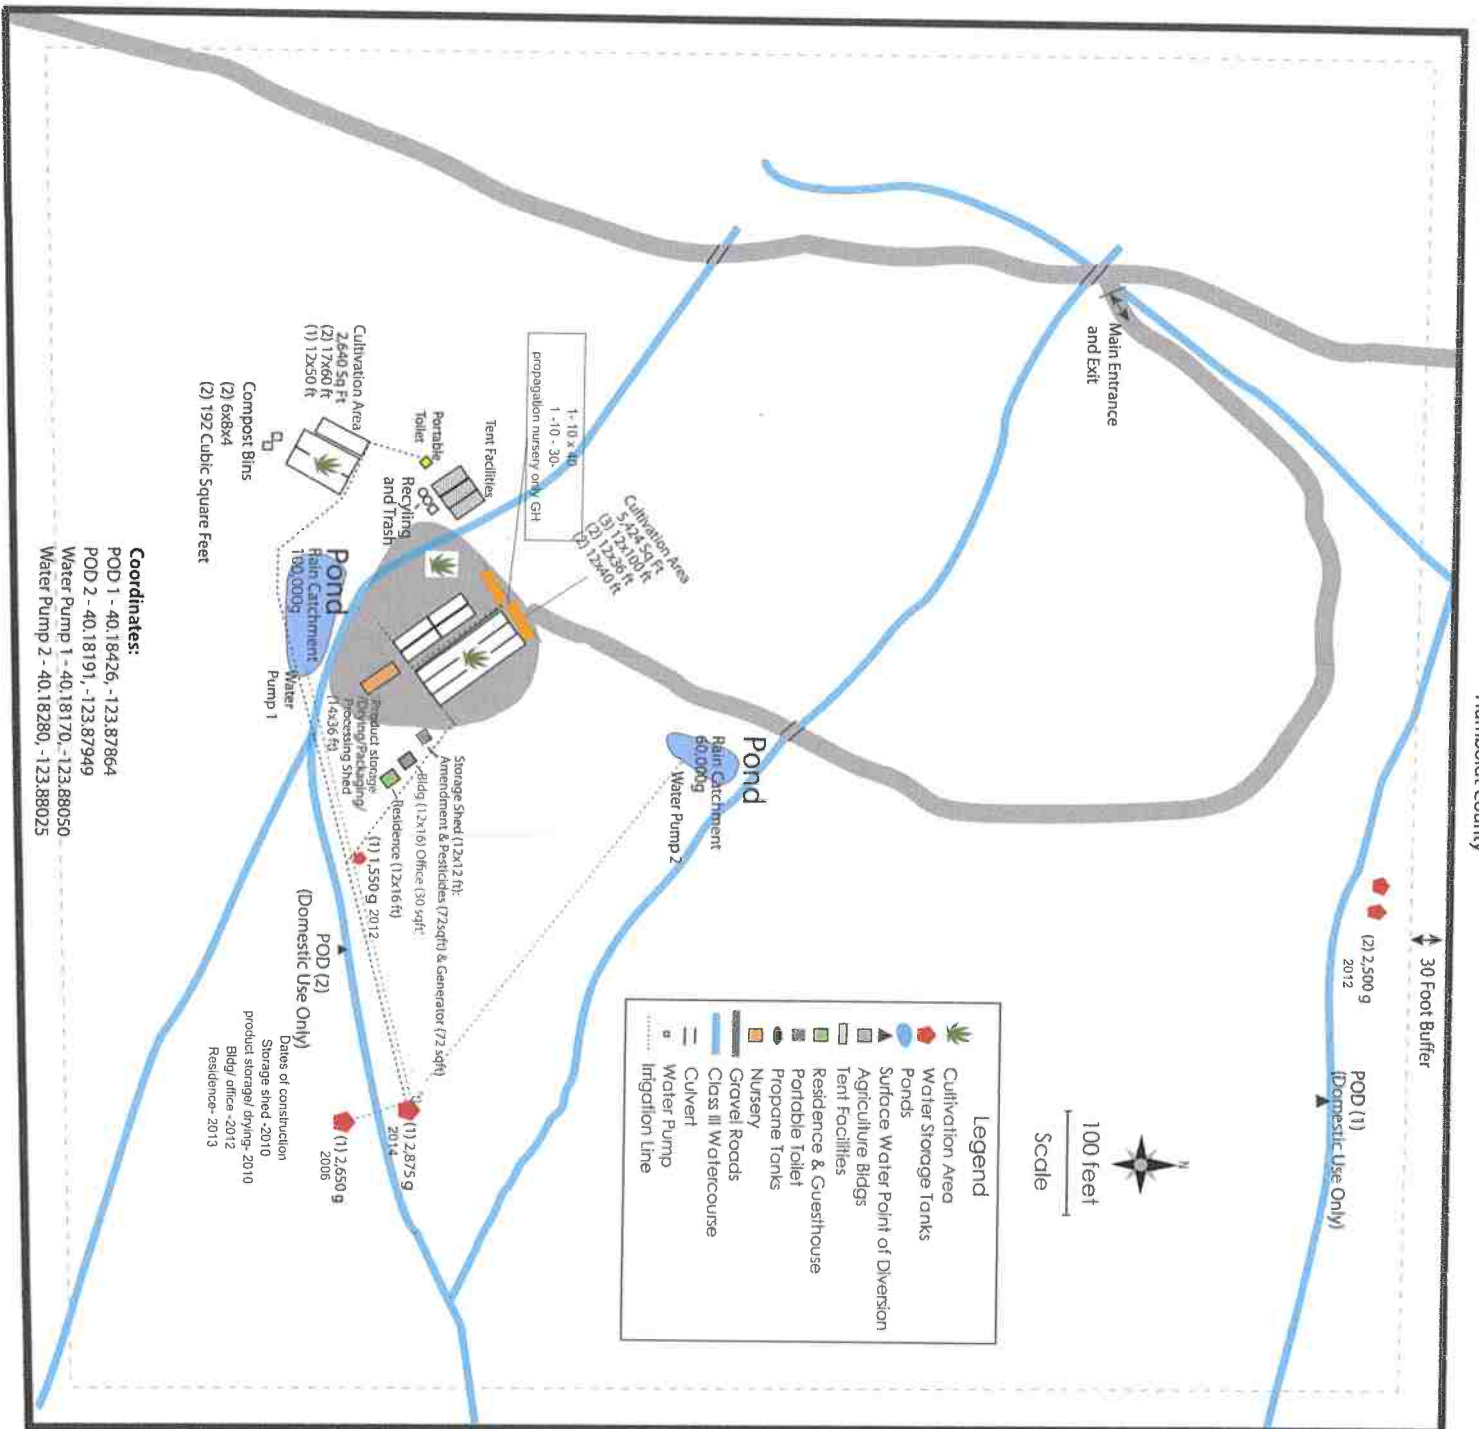 Humboldt County
30 Foot Buffer
(2) 2,500 g
2012
POD (1)
(Domestic Use Only)
Main Entrance
and Exit
N
100 feet
Scale
Legend
Cultivation Area
Water Storage Tanks
Ponds
Surface Water Point of Diversion
Agriculture Bldgs
Tent Facilities
Residence & Guesthouse
Portable Toilet
Propane Tanks
Nursery
Gravel Roads
Class III Watercourse
Culvert
Water Pump
Irrigation Line
Pond
Rain Catchment
60,000g
Water Pump 2
Cultivation Area
5,424 Sq Ft
(3) 12x100 ft
(2) 12x36 ft
(2) 12x40 ft
1- 10 x 40
1 -10 - 30-
propagation nursery only GH
Tent Facilities
Portable
Toilet
Recyling
and Trash
Cultivation Area
2,640 Sq Ft
(2) 17x60 ft
(1) 12x50 ft
Compost Bins
(2) 6x8x4
(2) 192 Cubic Square Feet
Pond
Rain Catchment
100,000g
Water
Pump 1
Storage Shed (12x12 ft):
Amendment & Pesticides (72sqft) & Generator (72 sqft)
Bldg (12x16) Office (30 sqft)
Residence (12x16 ft)
Product storage
/Drying/Packaging/
Processing Shed
(14x36 ft)
(1) 1,550 g 2012
POD (2)
(Domestic Use Only)
(1) 2,875 g
2014
2006
Dates of construction
Storage shed -2010
product storage/ drying- 2010
Bldg/ office -2012
Residence- 2013
Coordinates:
POD 1 - 40.18426, -123.87864
POD 2 - 40.18191, -123.87949
Water Pump 1 - 40.18170, -123.88050
Water Pump 2 - 40.18280, -123.88025